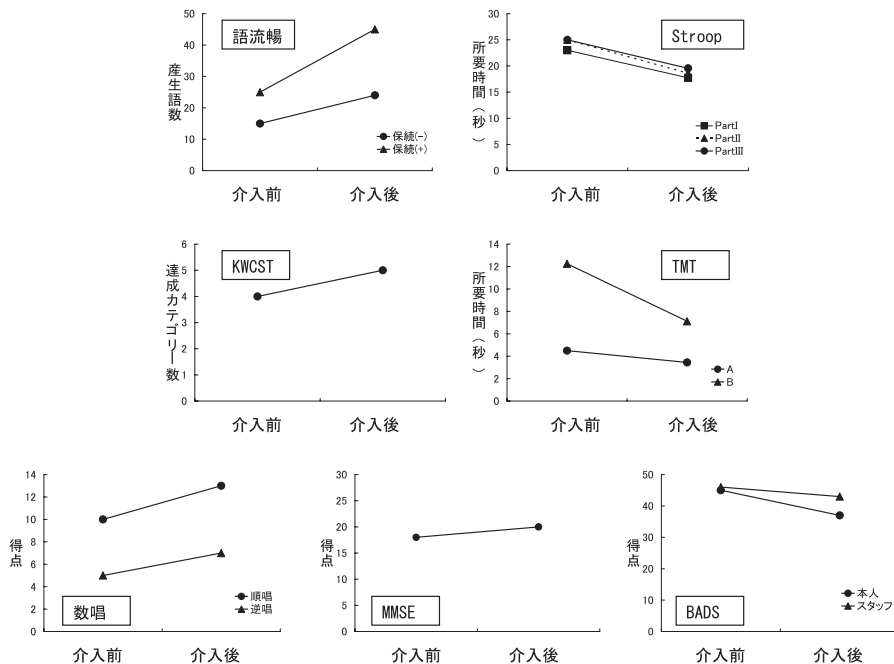 語流暢
産生語数
50
40
30
20
10
0
保続(-)
保続(+)
介入前 介入後
Stroop
所要時間(秒)
30
25
20
15
10
5
0
PartI
PartII
PartIII
介入前 介入後
KWCST
達成カテゴリー数
6
5
4
3
2
1
0
介入前 介入後
TMT
所要時間(秒)
14
12
10
8
6
4
2
0
A
B
介入前 介入後
数唱
得点
14
12
10
8
6
4
2
0
順唱
逆唱
介入前 介入後
MMSE
得点
30
25
20
15
10
5
0
介入前 介入後
BADS
得点
50
40
30
20
10
0
本人
スタッフ
介入前 介入後